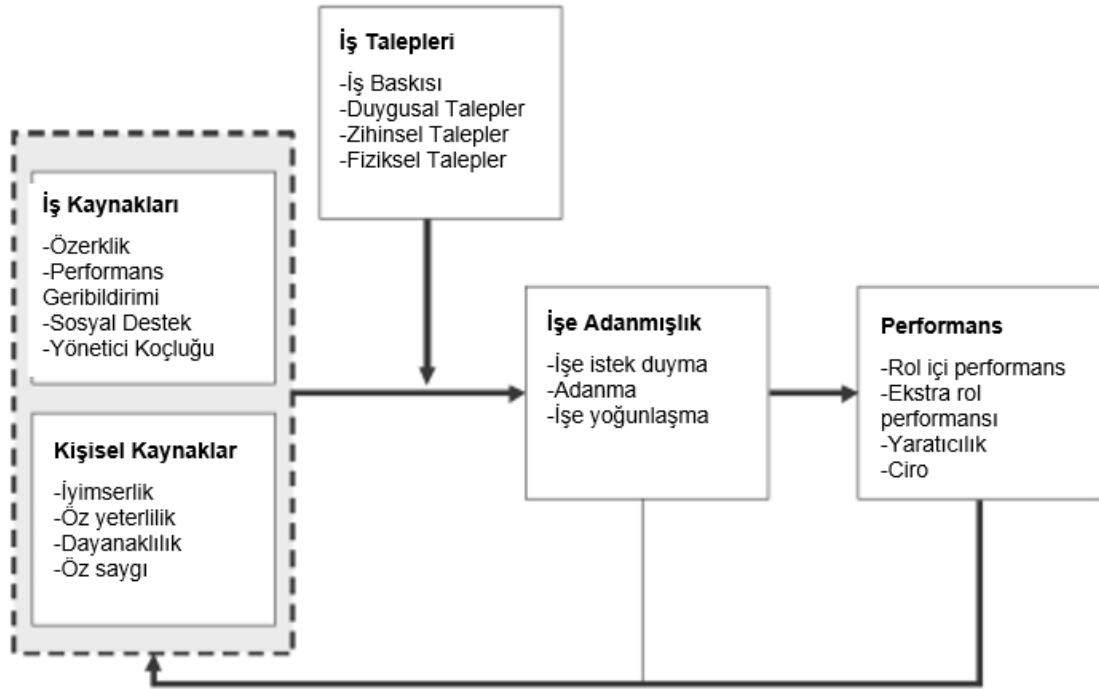 İş Talepleri
-İş Baskısı
-Duygusal Talepler
-Zihinsel Talepler
-Fiziksel Talepler
İş Kaynakları
-Özerklik
-Performans
Geribildirimi
-Sosyal Destek
-Yönetici Koçluğu
Kişisel Kaynaklar
-İyimserlik
-Öz yeterlilik
-Dayanaklılık
-Öz saygı
İşe Adanmışlık
-İşe istek duyma
-Adanma
-İşe yoğunlaşma
Performans
-Rol içi performans
-Ekstra rol
performansı
-Yaratıcılık
-Ciro